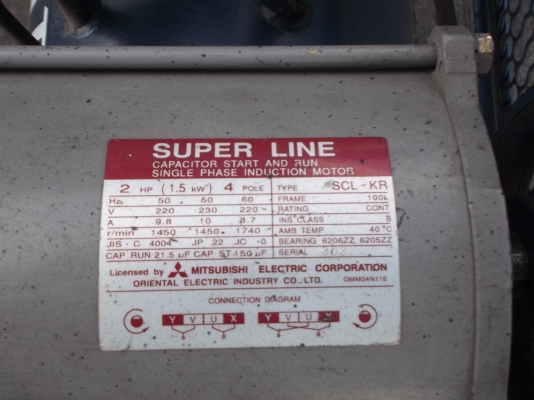 SUPER LINE
CAPACITOR START AND RUN
SINGLE PHASE INDUCTION MOTOR
2 HP (1.5 kW) 4 POLE TYPE SCL-KR
Hz 50 60 60 FRAME 100L
V 220 230 220 RATING CONT
A 9.8 10 8.7 INS CLASS B
r/min 1450 1450 1740 AMB TEMP 40°C
JIS - C 4004 JP 22 JC -0 BEARING 6206ZZ, 6205ZZ
CAP RUN 21.5 µF CAP ST 150 µF SERIAL
Licensed by MITSUBISHI ELECTRIC CORPORATION
ORIENTAL ELECTRIC INDUSTRY CO., LTD. OMM04N116
CONNECTION DIAGRAM
Y V U X Y V U X